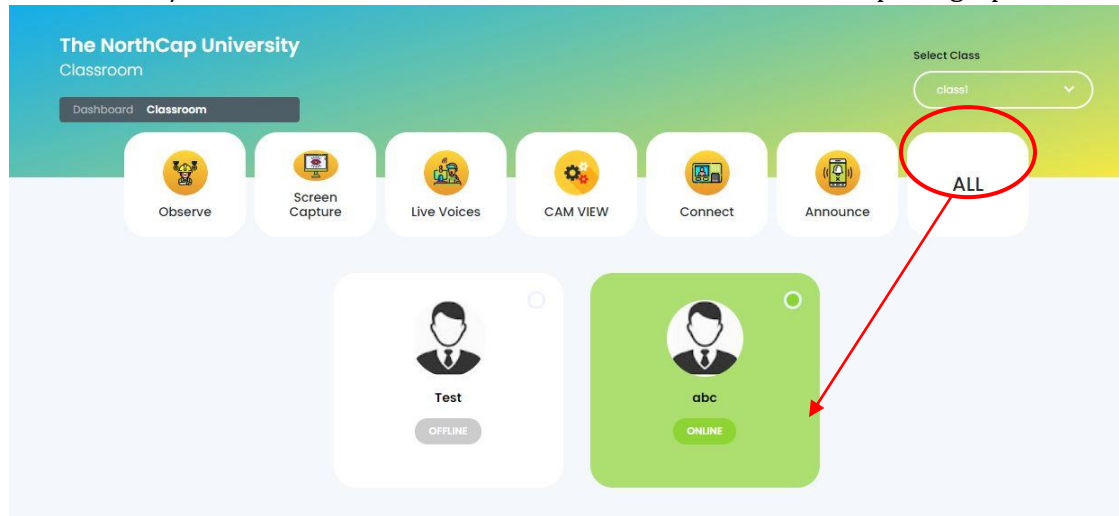 The NorthCap University
Classroom
Select Class
class1
Dashboard Classroom
Observe
Screen
Capture
Live Voices
CAM VIEW
Connect
Announce
ALL
Test
abc
OFFLINE
ONLINE